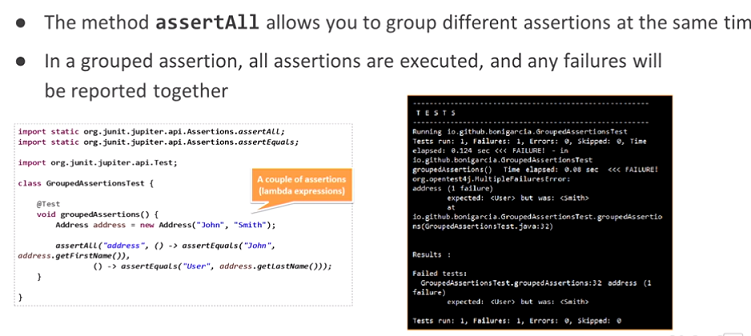 • The method assertAll allows you to group different assertions at the same tim
• In a grouped assertion, all assertions are executed, and any failures will
be reported together
import static org.junit.jupiter.api.Assertions.assertAll;
import static org.junit.jupiter.api.Assertions.assertEquals;
import org.junit.jupiter.api.Test;
class GroupedAssertionsTest {
@Test
void groupedAssertions() {
Address address = new Address("John", "Smith");
assertAll("address", () -> assertEquals("John",
address.getFirstName()),
() -> assertEquals("User", address.getLastName()));
}
}
A couple of assertions
(lambda expressions)
-------------------------------------------------------
T E S T S
-------------------------------------------------------
Running io.github.bonigarcia.GroupedAssertionsTest
Tests run: 1, Failures: 1, Errors: 0, Skipped: 0, Time
elapsed: 0.124 sec <<< FAILURE! - in
io.github.bonigarcia.GroupedAssertionsTest
groupedAssertions()  Time elapsed: 0.08 sec  <<< FAILURE!
org.opentest4j.MultipleFailuresError:
address (1 failure)
expected: <User> but was: <Smith>
at
io.github.bonigarcia.GroupedAssertionsTest.groupedAssertio
ns(GroupedAssertionsTest.java:32)
Results :
Failed tests:
GroupedAssertionsTest.groupedAssertions:32 address (1
failure)
expected: <User> but was: <Smith>
Tests run: 1, Failures: 1, Errors: 0, Skipped: 0